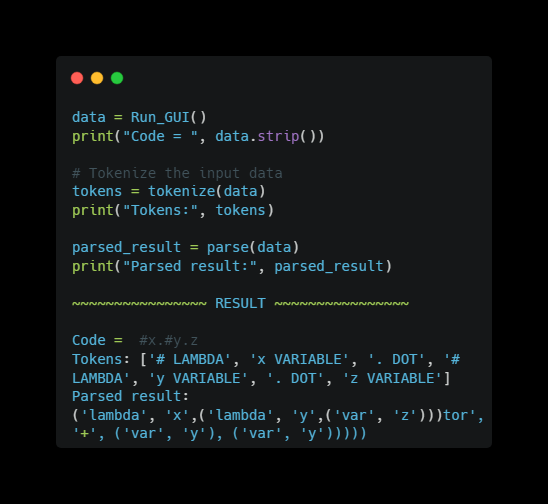 data = Run_GUI()
print("Code = ", data.strip())
# Tokenize the input data
tokens = tokenize(data)
print("Tokens:", tokens)
parsed_result = parse(data)
print("Parsed result:", parsed_result)
~~~~~~~~~~~~~~~~ RESULT ~~~~~~~~~~~~~~~~
Code =  #x.#y.z
Tokens: ['# LAMBDA', 'x VARIABLE', '. DOT', '#
LAMBDA', 'y VARIABLE', '. DOT', 'z VARIABLE']
Parsed result:
('lambda', 'x',('lambda', 'y',('var', 'z')))tor',
'+', ('var', 'y'), ('var', 'y')))))